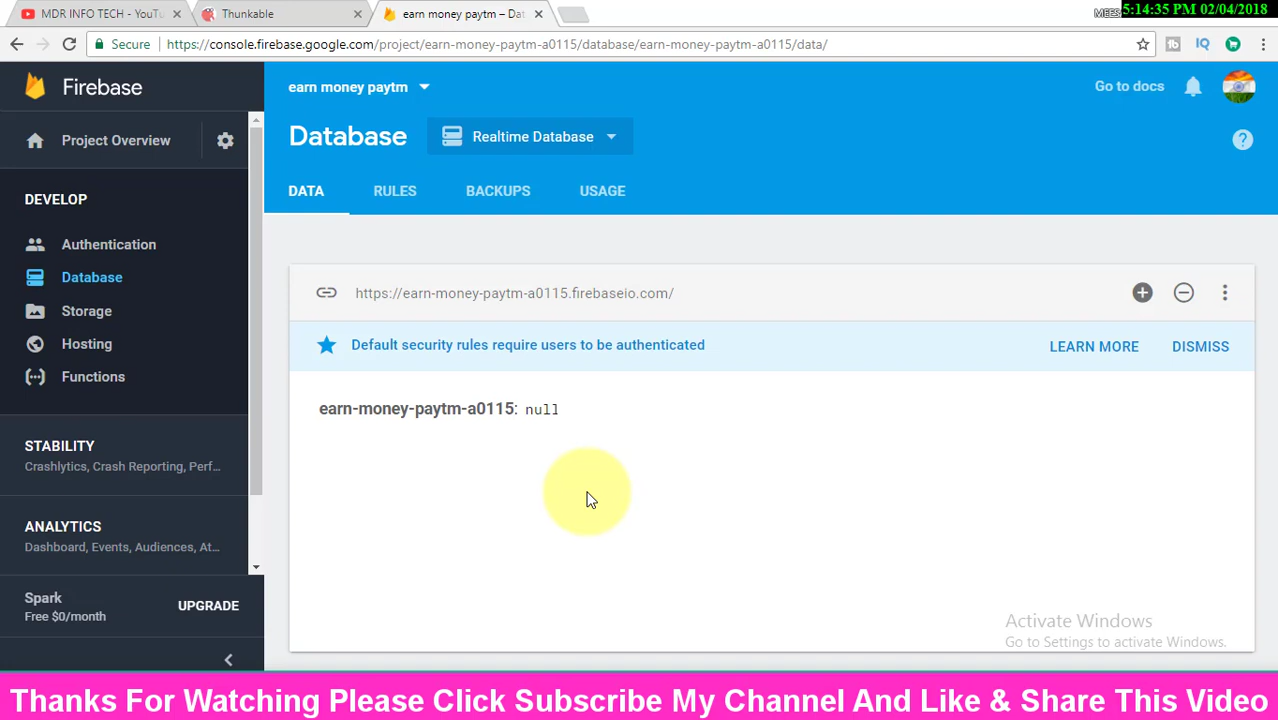 MDR INFO TECH - YouTu
Thunkable
earn money paytm – Dat
5:14:35 PM 02/04/2018
Secure
https://console.firebase.google.com/project/earn-money-paytm-a0115/database/earn-money-paytm-a0115/data/
Firebase
earn money paytm
Go to docs
Project Overview
Database
Realtime Database
DATA
RULES
BACKUPS
USAGE
DEVELOP
Authentication
Database
Storage
Hosting
Functions
https://earn-money-paytm-a0115.firebaseio.com/
Default security rules require users to be authenticated
LEARN MORE
DISMISS
earn-money-paytm-a0115: null
STABILITY
Crashlytics, Crash Reporting, Perf...
ANALYTICS
Dashboard, Events, Audiences, At...
Spark
Free $0/month
UPGRADE
Activate Windows
Go to Settings to activate Windows.
Thanks For Watching Please Click Subscribe My Channel And Like & Share This Video